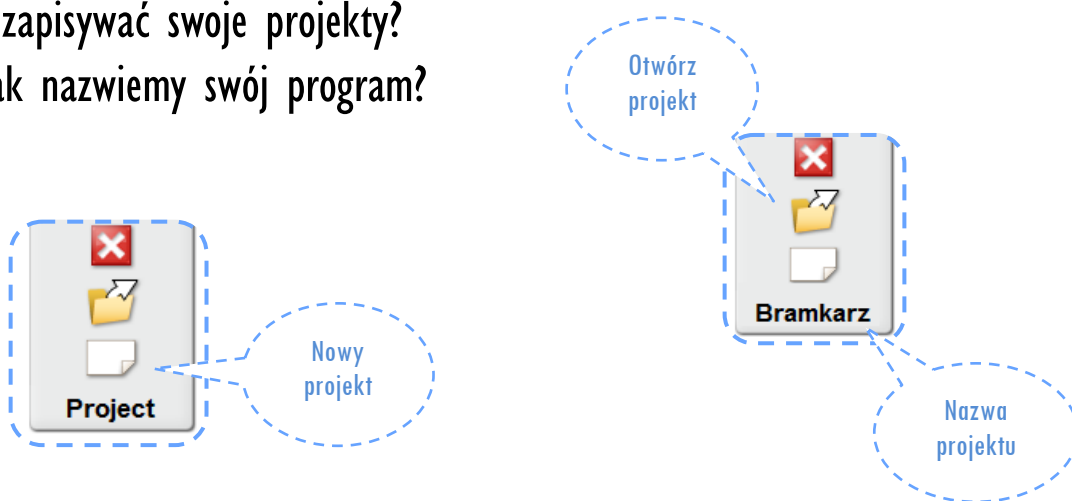 zapisywać swoje projekty?
ak nazwiemy swój program?
Otwórz
projekt
Bramkarz
Nowy
projekt
Project
Nazwa
projektu